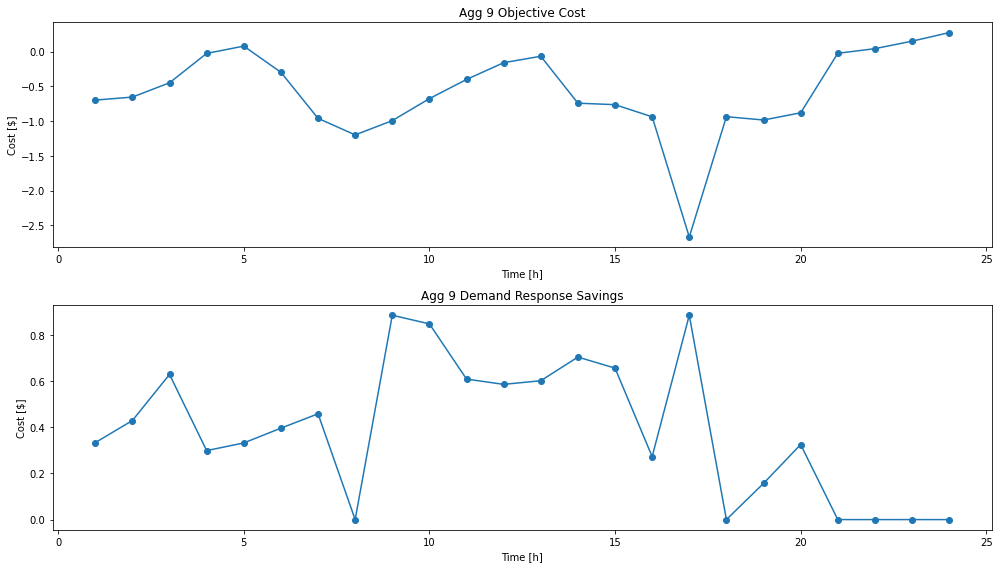 Agg 9 Objective Cost
Cost [$]
0.0
−0.5
−1.0
−1.5
−2.0
−2.5
0 5 10 15 20 25
Time [h]
Agg 9 Demand Response Savings
Cost [$]
0.8
0.6
0.4
0.2
0.0
0 5 10 15 20 25
Time [h]